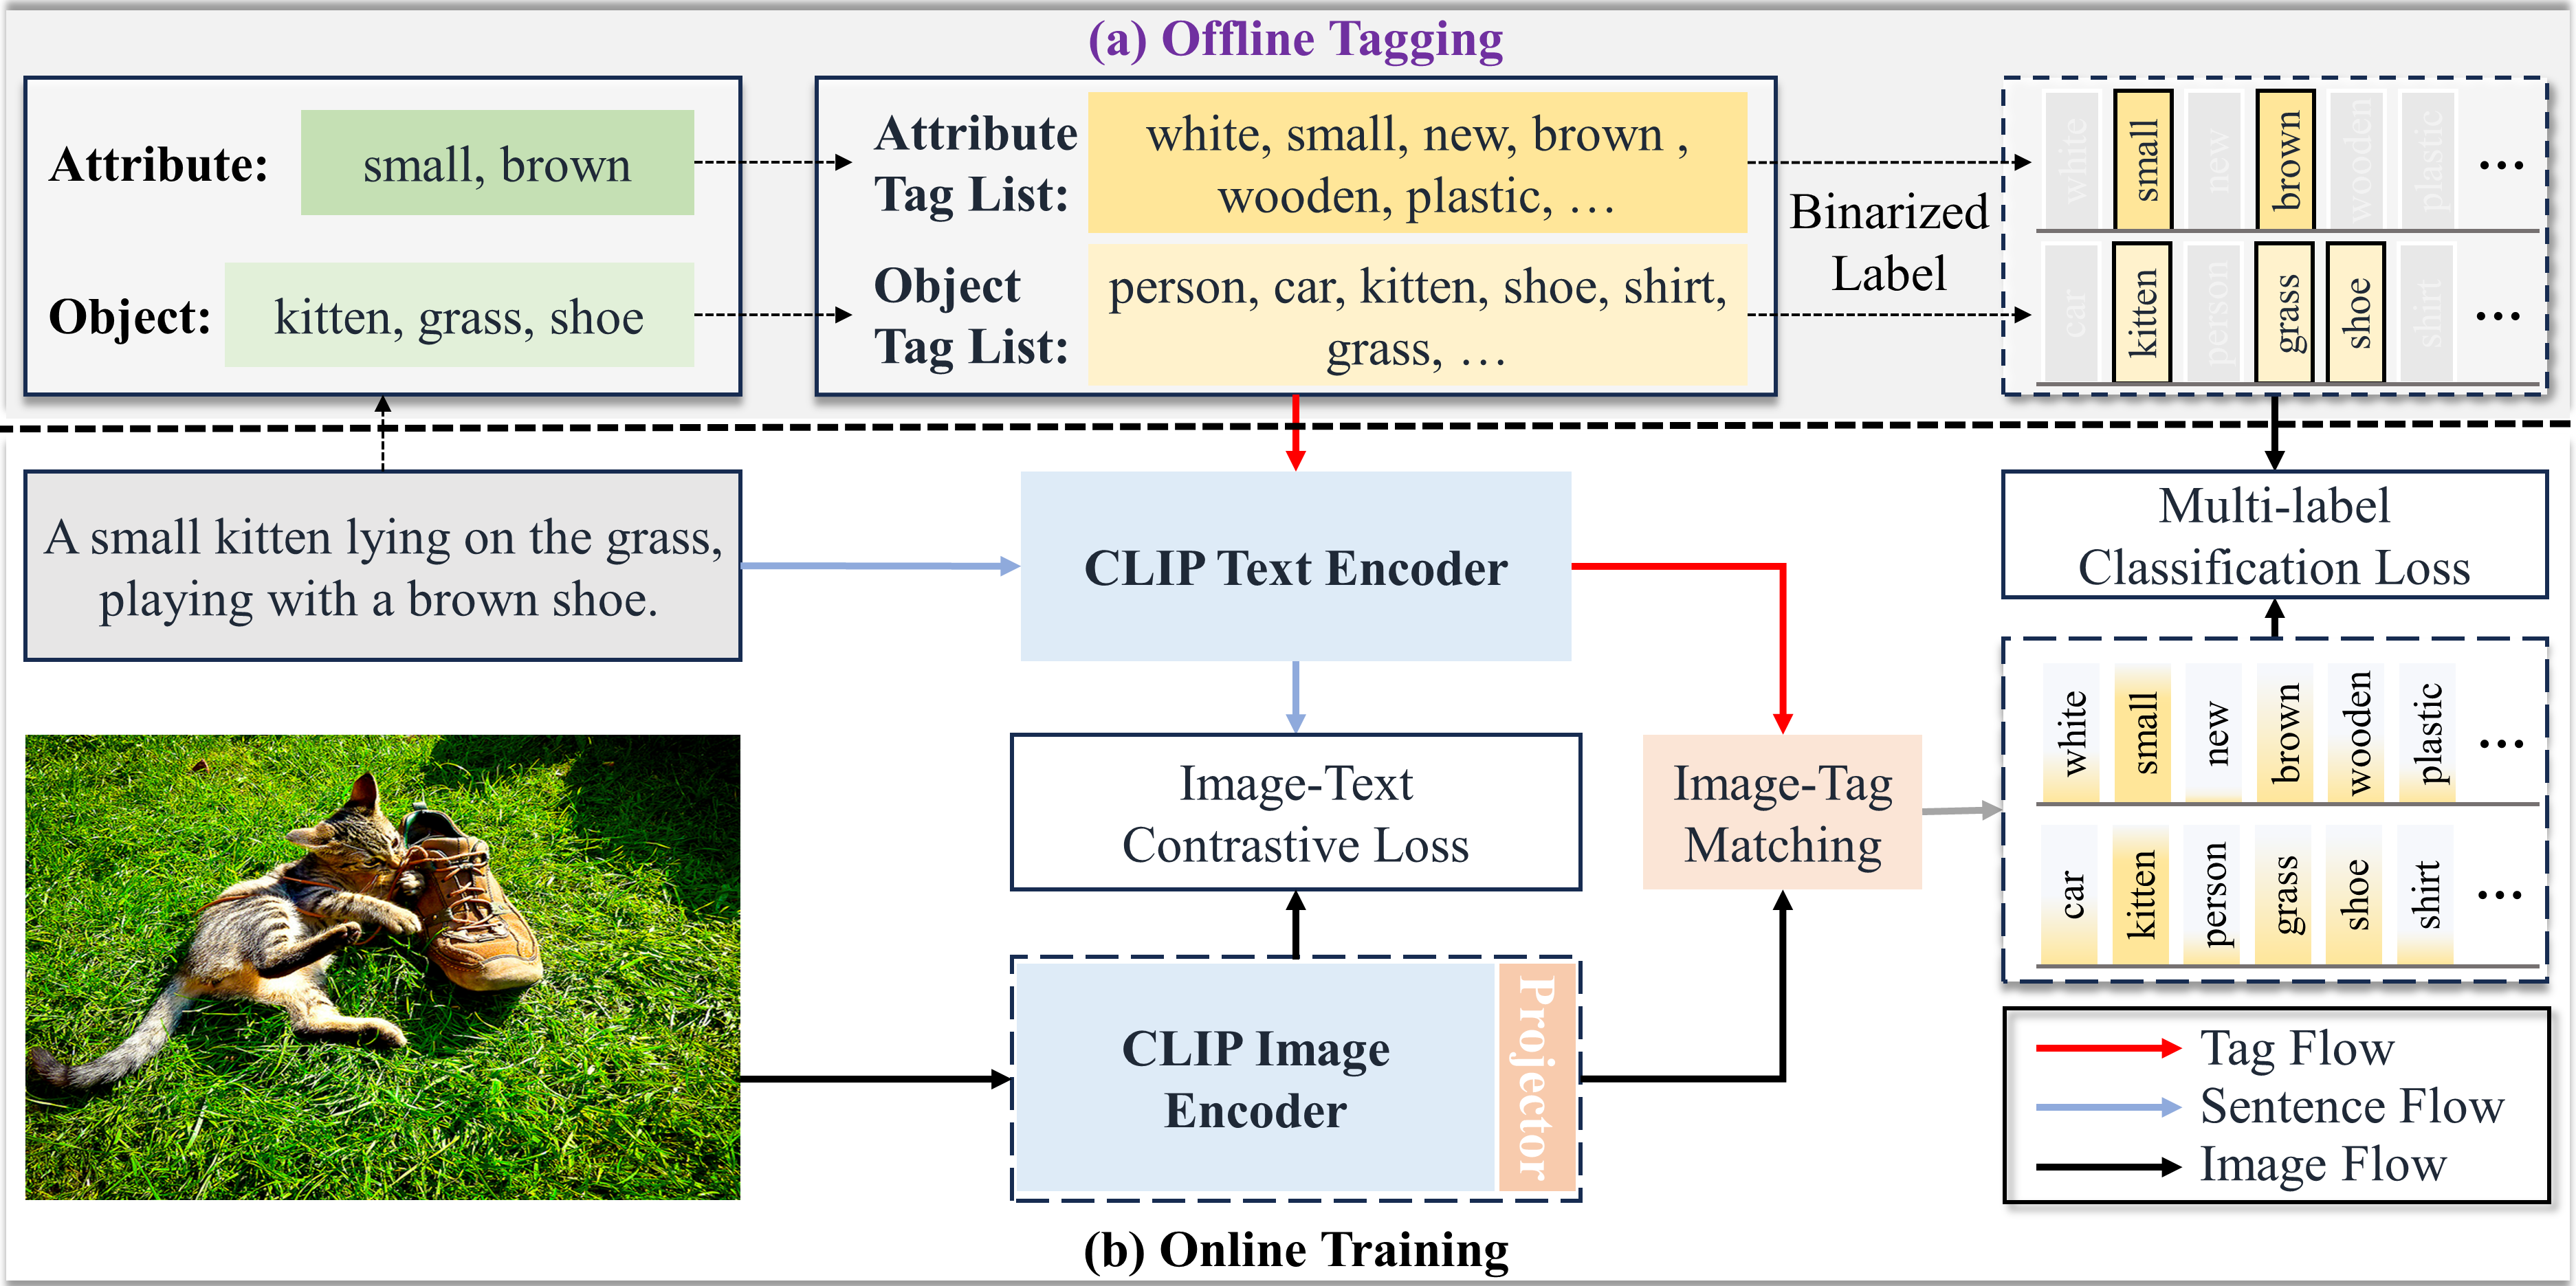 (a) Offline Tagging
Attribute:
small, brown
Object:
kitten, grass, shoe
Attribute
Tag List:
white, small, new, brown ,
wooden, plastic, …
Object
Tag List:
person, car, kitten, shoe, shirt,
grass, …
Binarized
Label
white
small
new
brown
wooden
plastic
...
car
kitten
person
grass
shoe
shirt
...
A small kitten lying on the grass,
playing with a brown shoe.
CLIP Text Encoder
Multi-label
Classification Loss
Image-Text
Contrastive Loss
Image-Tag
Matching
white
small
new
brown
wooden
plastic
...
car
kitten
person
grass
shoe
shirt
...
CLIP Image
Encoder
Projector
Tag Flow
Sentence Flow
Image Flow
(b) Online Training